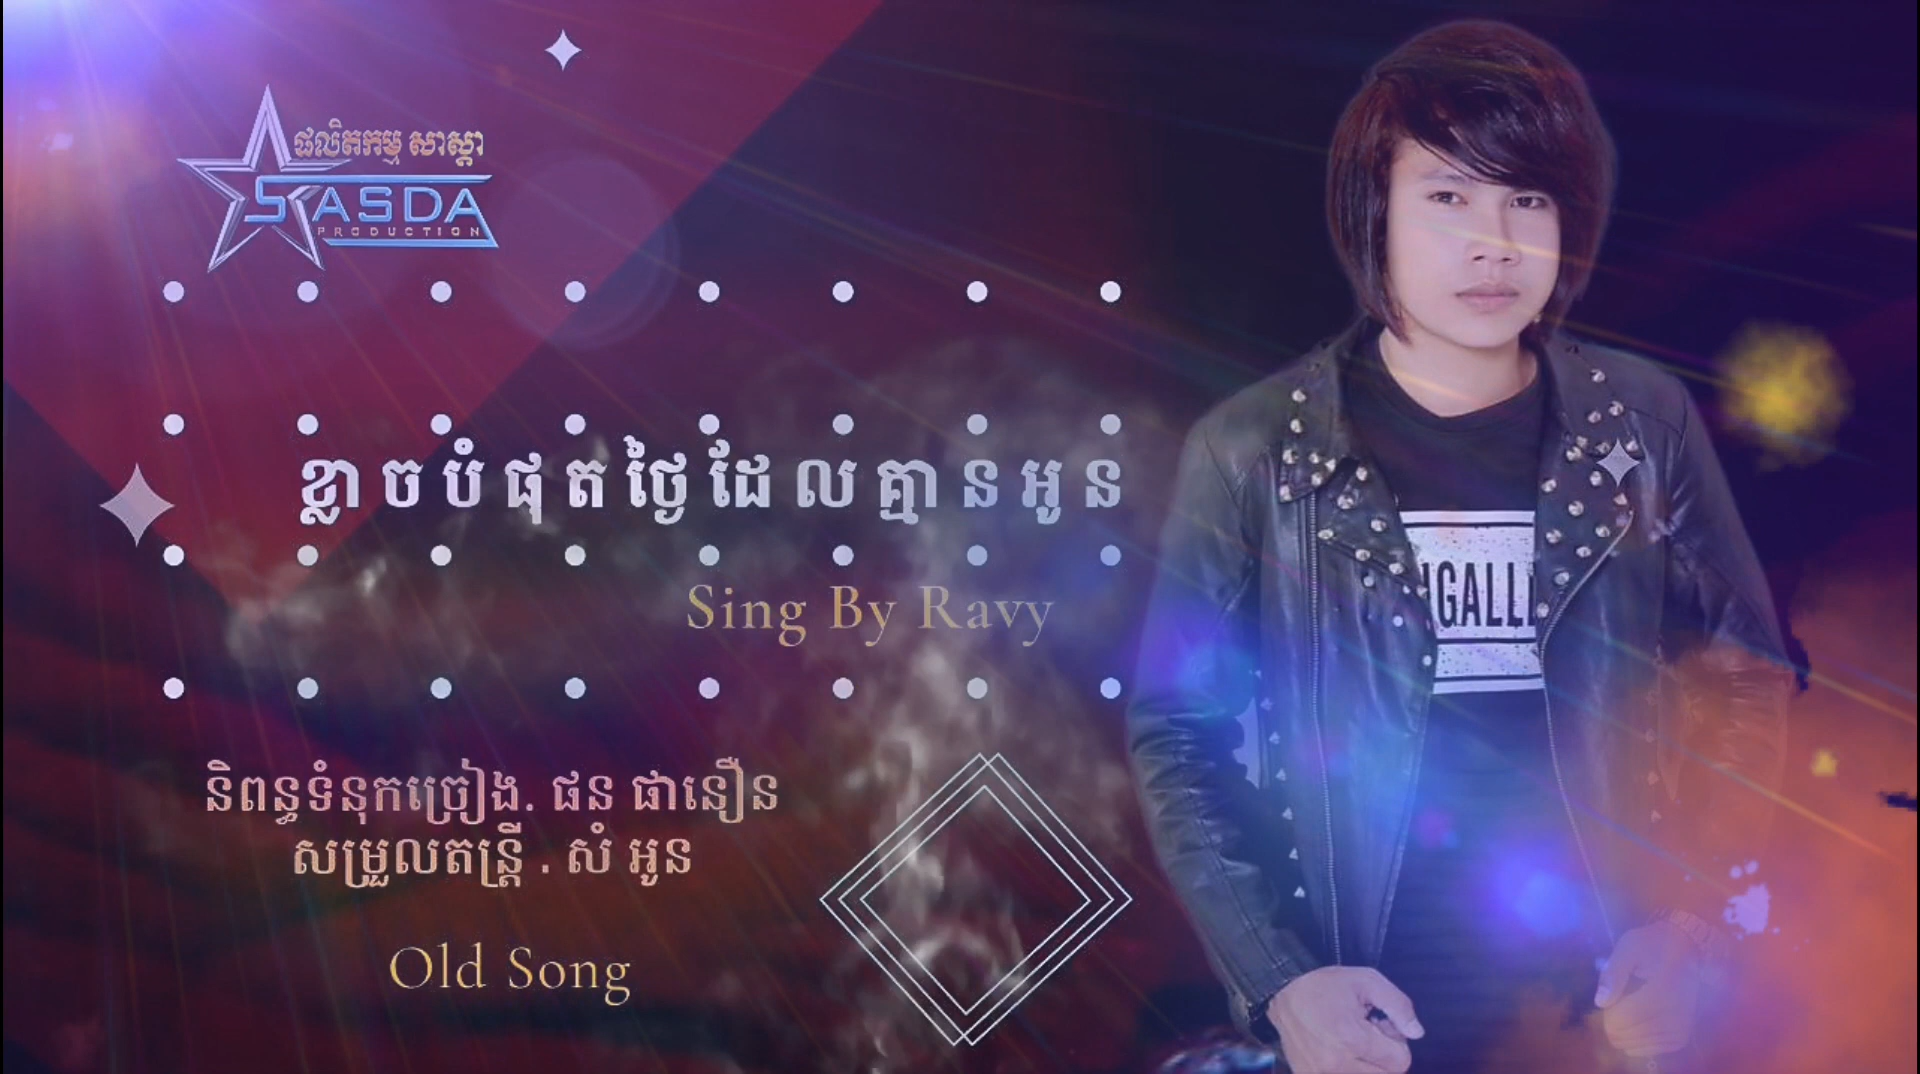 ផលិតកម្ម សាស្តា
SASDA
PRODUCTION
ខ្លាចបំផុតថ្ងៃដែលគ្មានអូន
Sing By Ravy
IGALL
និពន្ធទំនុកច្រៀង. ផន ផានឿន
សម្រួលតន្ត្រី . សំ អូន
Old Song